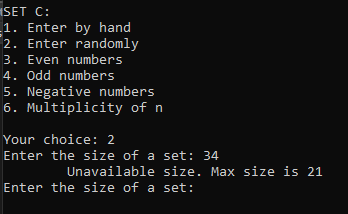 SET C:
1. Enter by hand
2. Enter randomly
3. Even numbers
4. Odd numbers
5. Negative numbers
6. Multiplicity of n
Your choice: 2
Enter the size of a set: 34
Unavailable size. Max size is 21
Enter the size of a set: